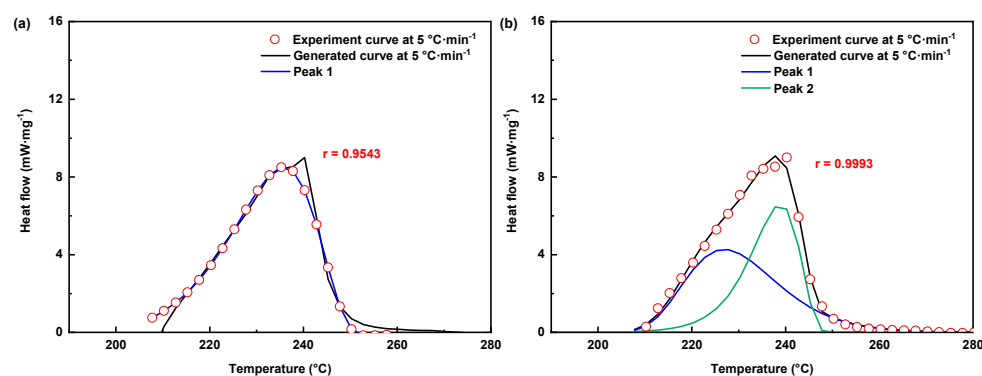 (a)
16
12
8
4
0
Heat flow (mW·mg⁻¹)
Experiment curve at 5 °C·min⁻¹
Generated curve at 5 °C·min⁻¹
Peak 1
r = 0.9543
200 220 240 260 280
Temperature (°C)
(b)
16
12
8
4
0
Heat flow (mW·mg⁻¹)
Experiment curve at 5 °C·min⁻¹
Generated curve at 5 °C·min⁻¹
Peak 1
Peak 2
r = 0.9993
200 220 240 260 280
Temperature (°C)